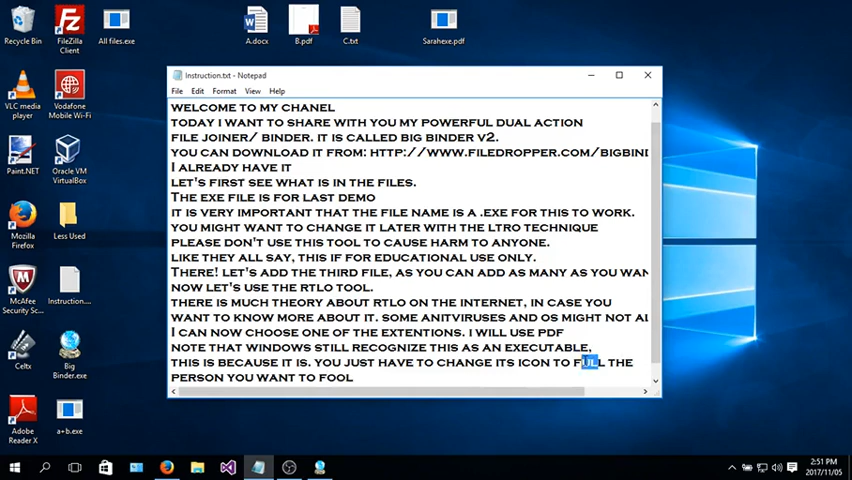 Recycle Bin
FileZilla Client
All files.exe
A.docx
B.pdf
C.txt
Sarahexe.pdf
VLC media player
Vodafone Mobile Wi-Fi
Paint.NET
Oracle VM VirtualBox
Mozilla Firefox
Less Used
McAfee Security Sc...
Instruction....
Celtx
Big Binder.exe
Adobe Reader X
a+b.exe
Instruction.txt - Notepad
File Edit Format View Help
WELCOME TO MY CHANEL
TODAY I WANT TO SHARE WITH YOU MY POWERFUL DUAL ACTION
FILE JOINER/ BINDER. IT IS CALLED BIG BINDER V2.
YOU CAN DOWNLOAD IT FROM: HTTP://WWW.FILEDROPPER.COM/BIGBIND
I ALREADY HAVE IT
LET'S FIRST SEE WHAT IS IN THE FILES.
THE EXE FILE IS FOR LAST DEMO
IT IS VERY IMPORTANT THAT THE FILE NAME IS A .EXE FOR THIS TO WORK.
YOU MIGHT WANT TO CHANGE IT LATER WITH THE LTRO TECHNIQUE
PLEASE DON'T USE THIS TOOL TO CAUSE HARM TO ANYONE.
LIKE THEY ALL SAY, THIS IF FOR EDUCATIONAL USE ONLY.
THERE! LET'S ADD THE THIRD FILE, AS YOU CAN ADD AS MANY AS YOU WAN
NOW LET'S USE THE RTLO TOOL.
THERE IS MUCH THEORY ABOUT RTLO ON THE INTERNET, IN CASE YOU
WANT TO KNOW MORE ABOUT IT. SOME ANITVIRUSES AND OS MIGHT NOT AL
I CAN NOW CHOOSE ONE OF THE EXTENTIONS. I WILL USE PDF
NOTE THAT WINDOWS STILL RECOGNIZE THIS AS AN EXECUTABLE,
THIS IS BECAUSE IT IS. YOU JUST HAVE TO CHANGE ITS ICON TO FULL THE
PERSON YOU WANT TO FOOL
2:51 PM
2017/11/05